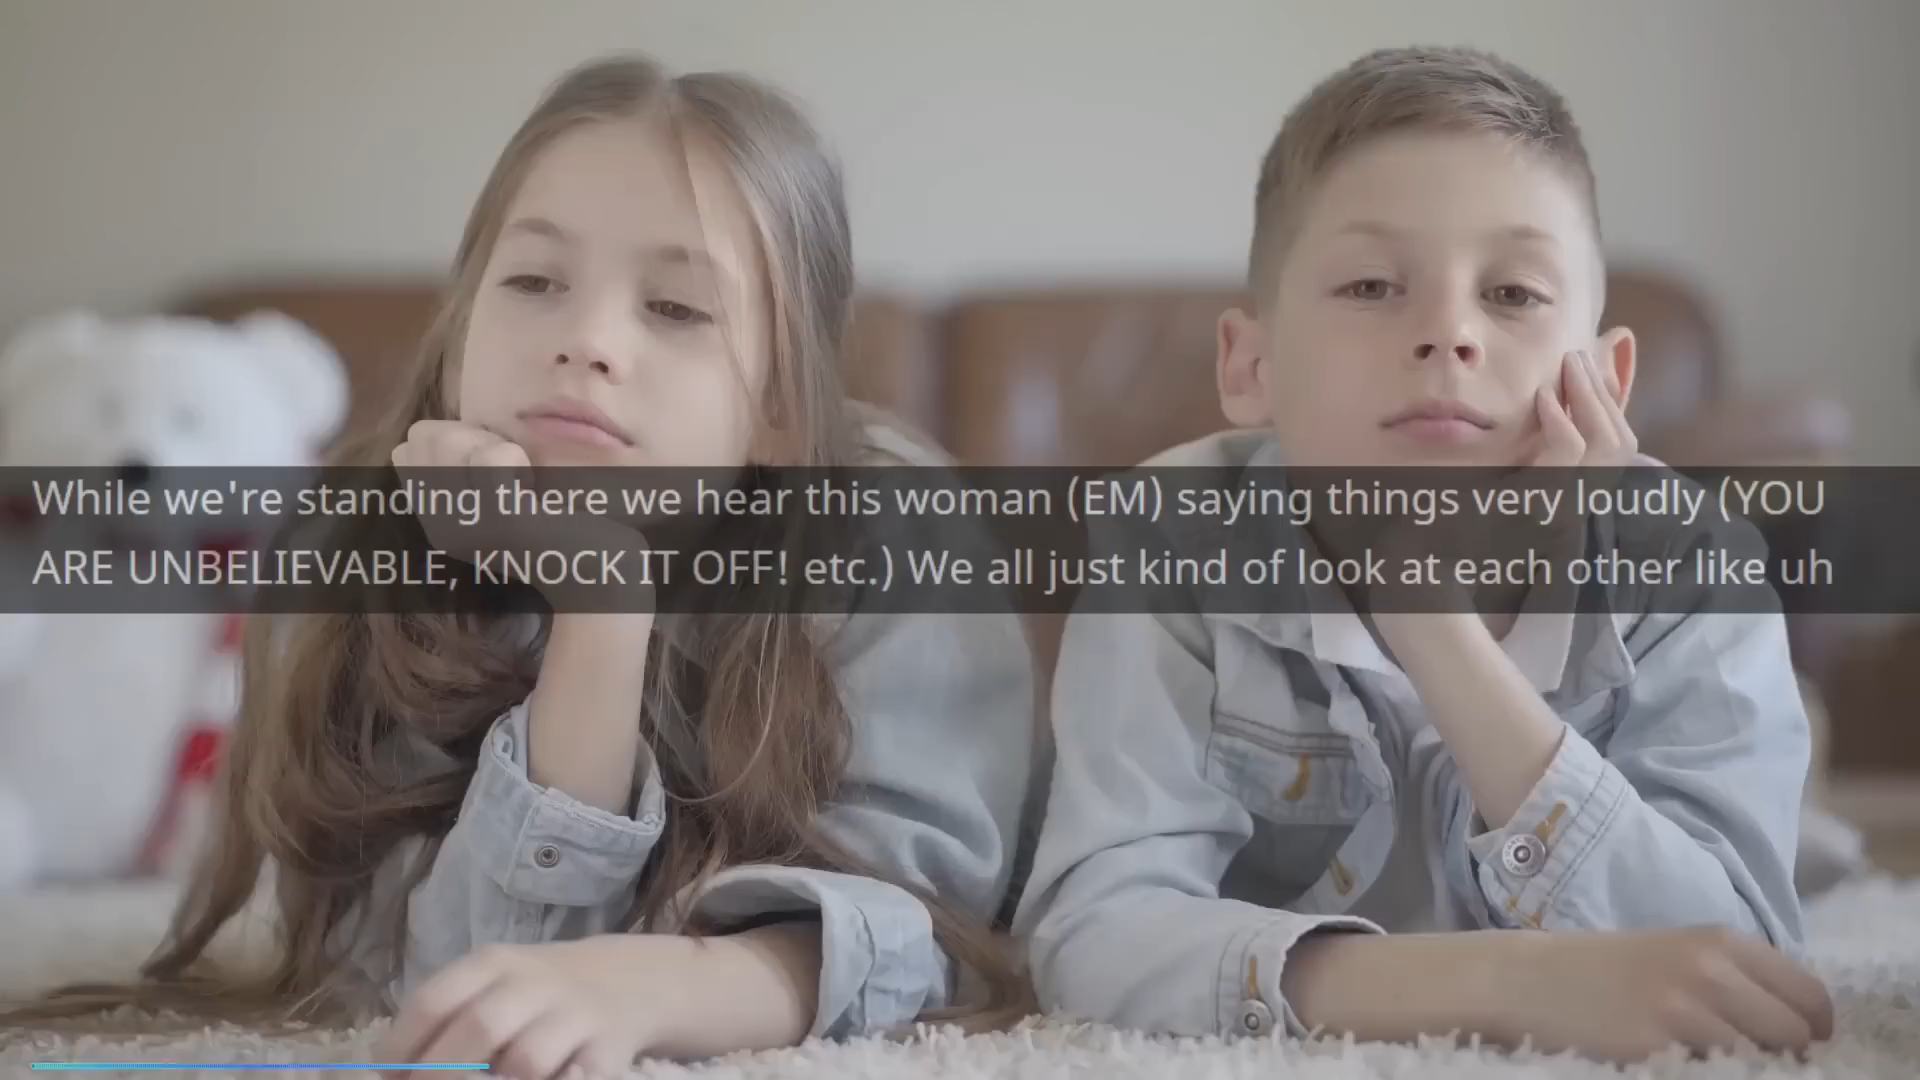 While we're standing there we hear this woman (EM) saying things very loudly (YOU
ARE UNBELIEVABLE, KNOCK IT OFF! etc.) We all just kind of look at each other like uh